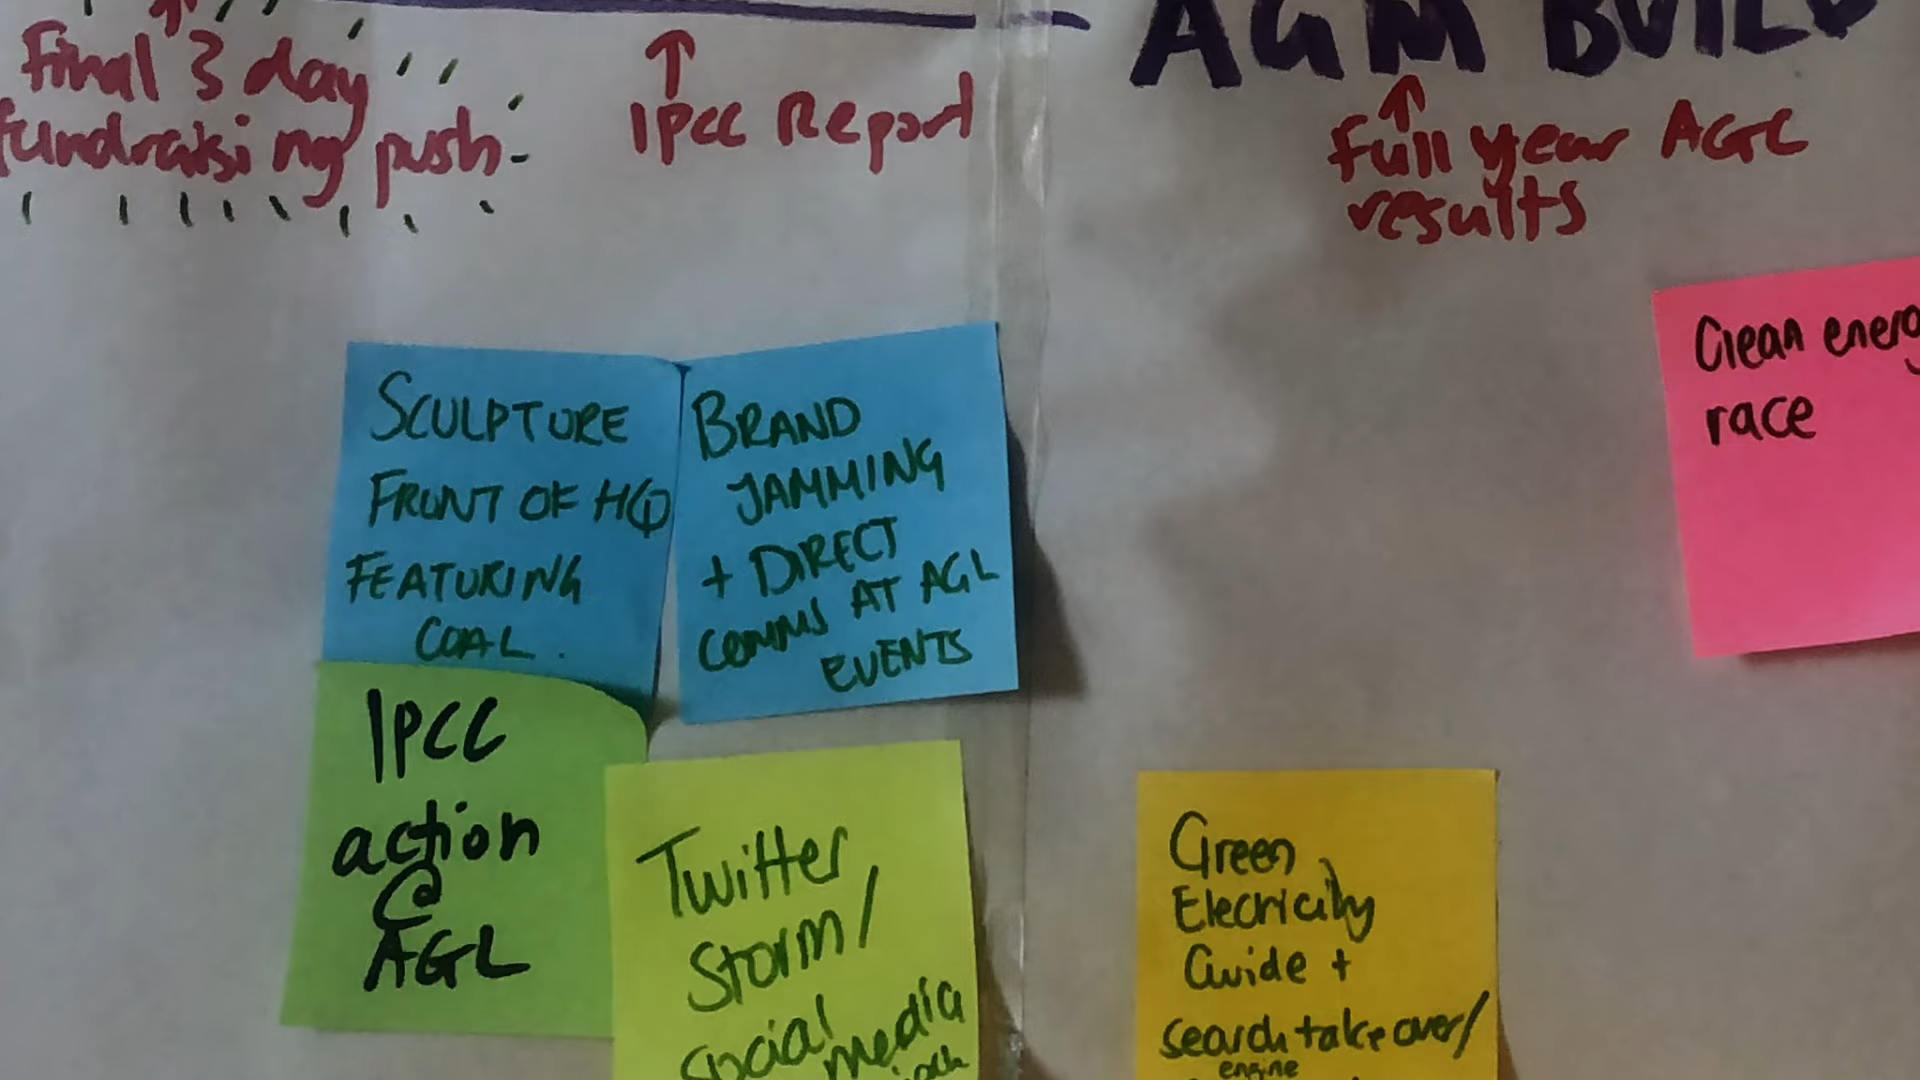 AGM BUILD
Final 3 day
fundraising push
IPCC Report
Full year AGL
results
SCULPTURE
FRONT OF HQ
FEATURING
COAL.
BRAND
JAMMING
+ DIRECT
COMMS AT AGL
EVENTS
Clean energ
race
IPCC
action
@
AGL
Twitter
Storm/
social media
Green
Electricity
Guide +
search takeover/
engine